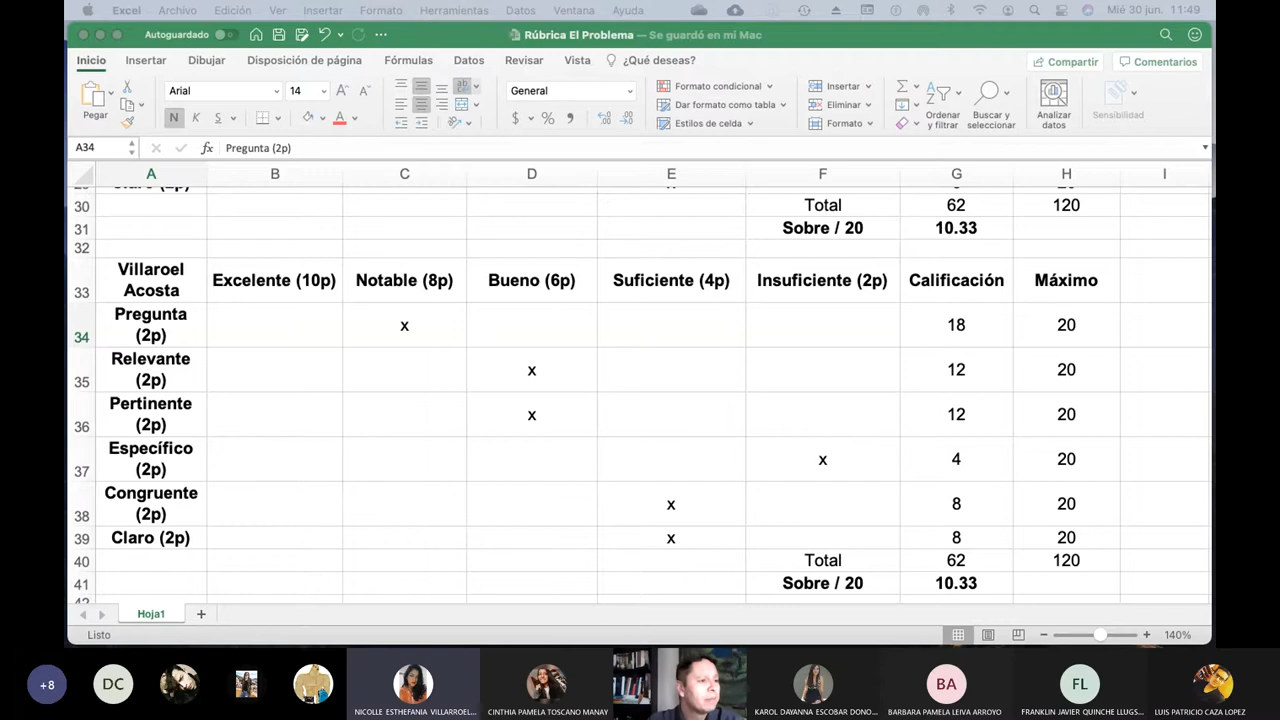 Excel Archivo Edición Ver Insertar Formato Herramientas Datos Ventana Ayuda Mié 30 jun. 11:49
Autoguardado Rúbrica El Problema — Se guardó en mi Mac
Inicio Insertar Dibujar Disposición de página Fórmulas Datos Revisar Vista ¿Qué deseas? Compartir Comentarios
Pegar
Arial 14
General
N K S
$ % 
Formato condicional
Dar formato como tabla
Estilos de celda
Insertar
Eliminar
Formato
Ordenar y filtrar
Buscar y seleccionar
Analizar datos
Sensibilidad
A34 fx Pregunta (2p)
A B C D E F G H I
30 Total 62 120
31 Sobre / 20 10.33
32
33 Villaroel Acosta Excelente (10p) Notable (8p) Bueno (6p) Suficiente (4p) Insuficiente (2p) Calificación Máximo
34 Pregunta (2p) x 18 20
35 Relevante (2p) x 12 20
36 Pertinente (2p) x 12 20
37 Específico (2p) x 4 20
38 Congruente (2p) x 8 20
39 Claro (2p) x 8 20
40 Total 62 120
41 Sobre / 20 10.33
Hoja1 +
Listo 140%
+8 DC BA FL
NICOLLE ESTHEFANIA VILLARROEL... CINTHIA PAMELA TOSCANO MANAY KAROL DAYANNA ESCOBAR DONO... BARBARA PAMELA LEIVA ARROYO FRANKLIN JAVIER QUINCHE LLUGS... LUIS PATRICIO CAZA LOPEZ